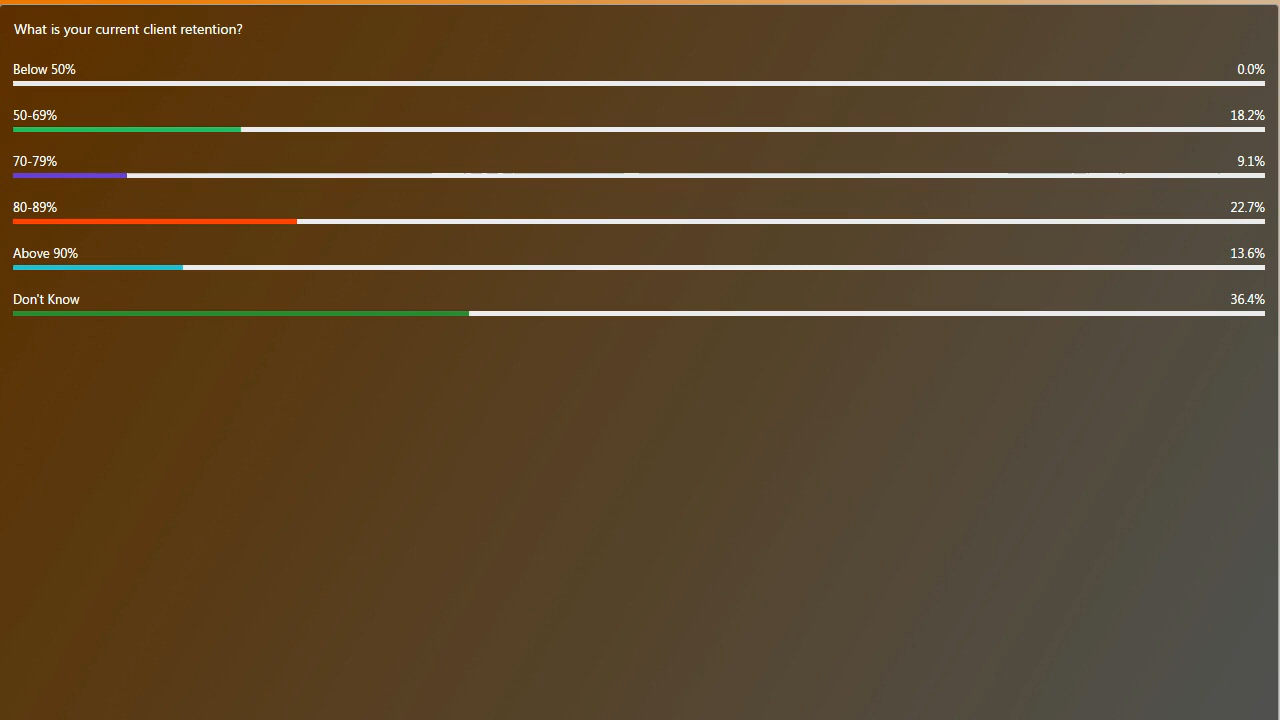 What is your current client retention?
Below 50% 0.0%
50-69% 18.2%
70-79% 9.1%
80-89% 22.7%
Above 90% 13.6%
Don't Know 36.4%